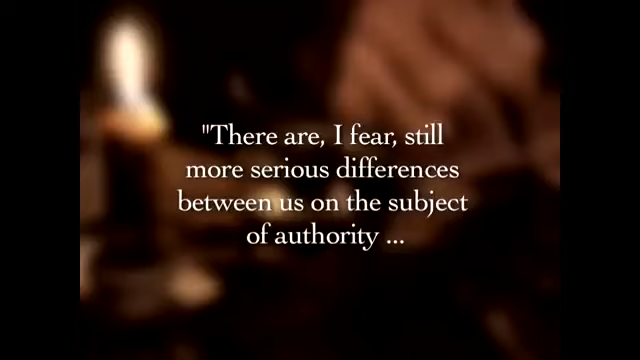 "There are, I fear, still
more serious differences
between us on the subject
of authority ...